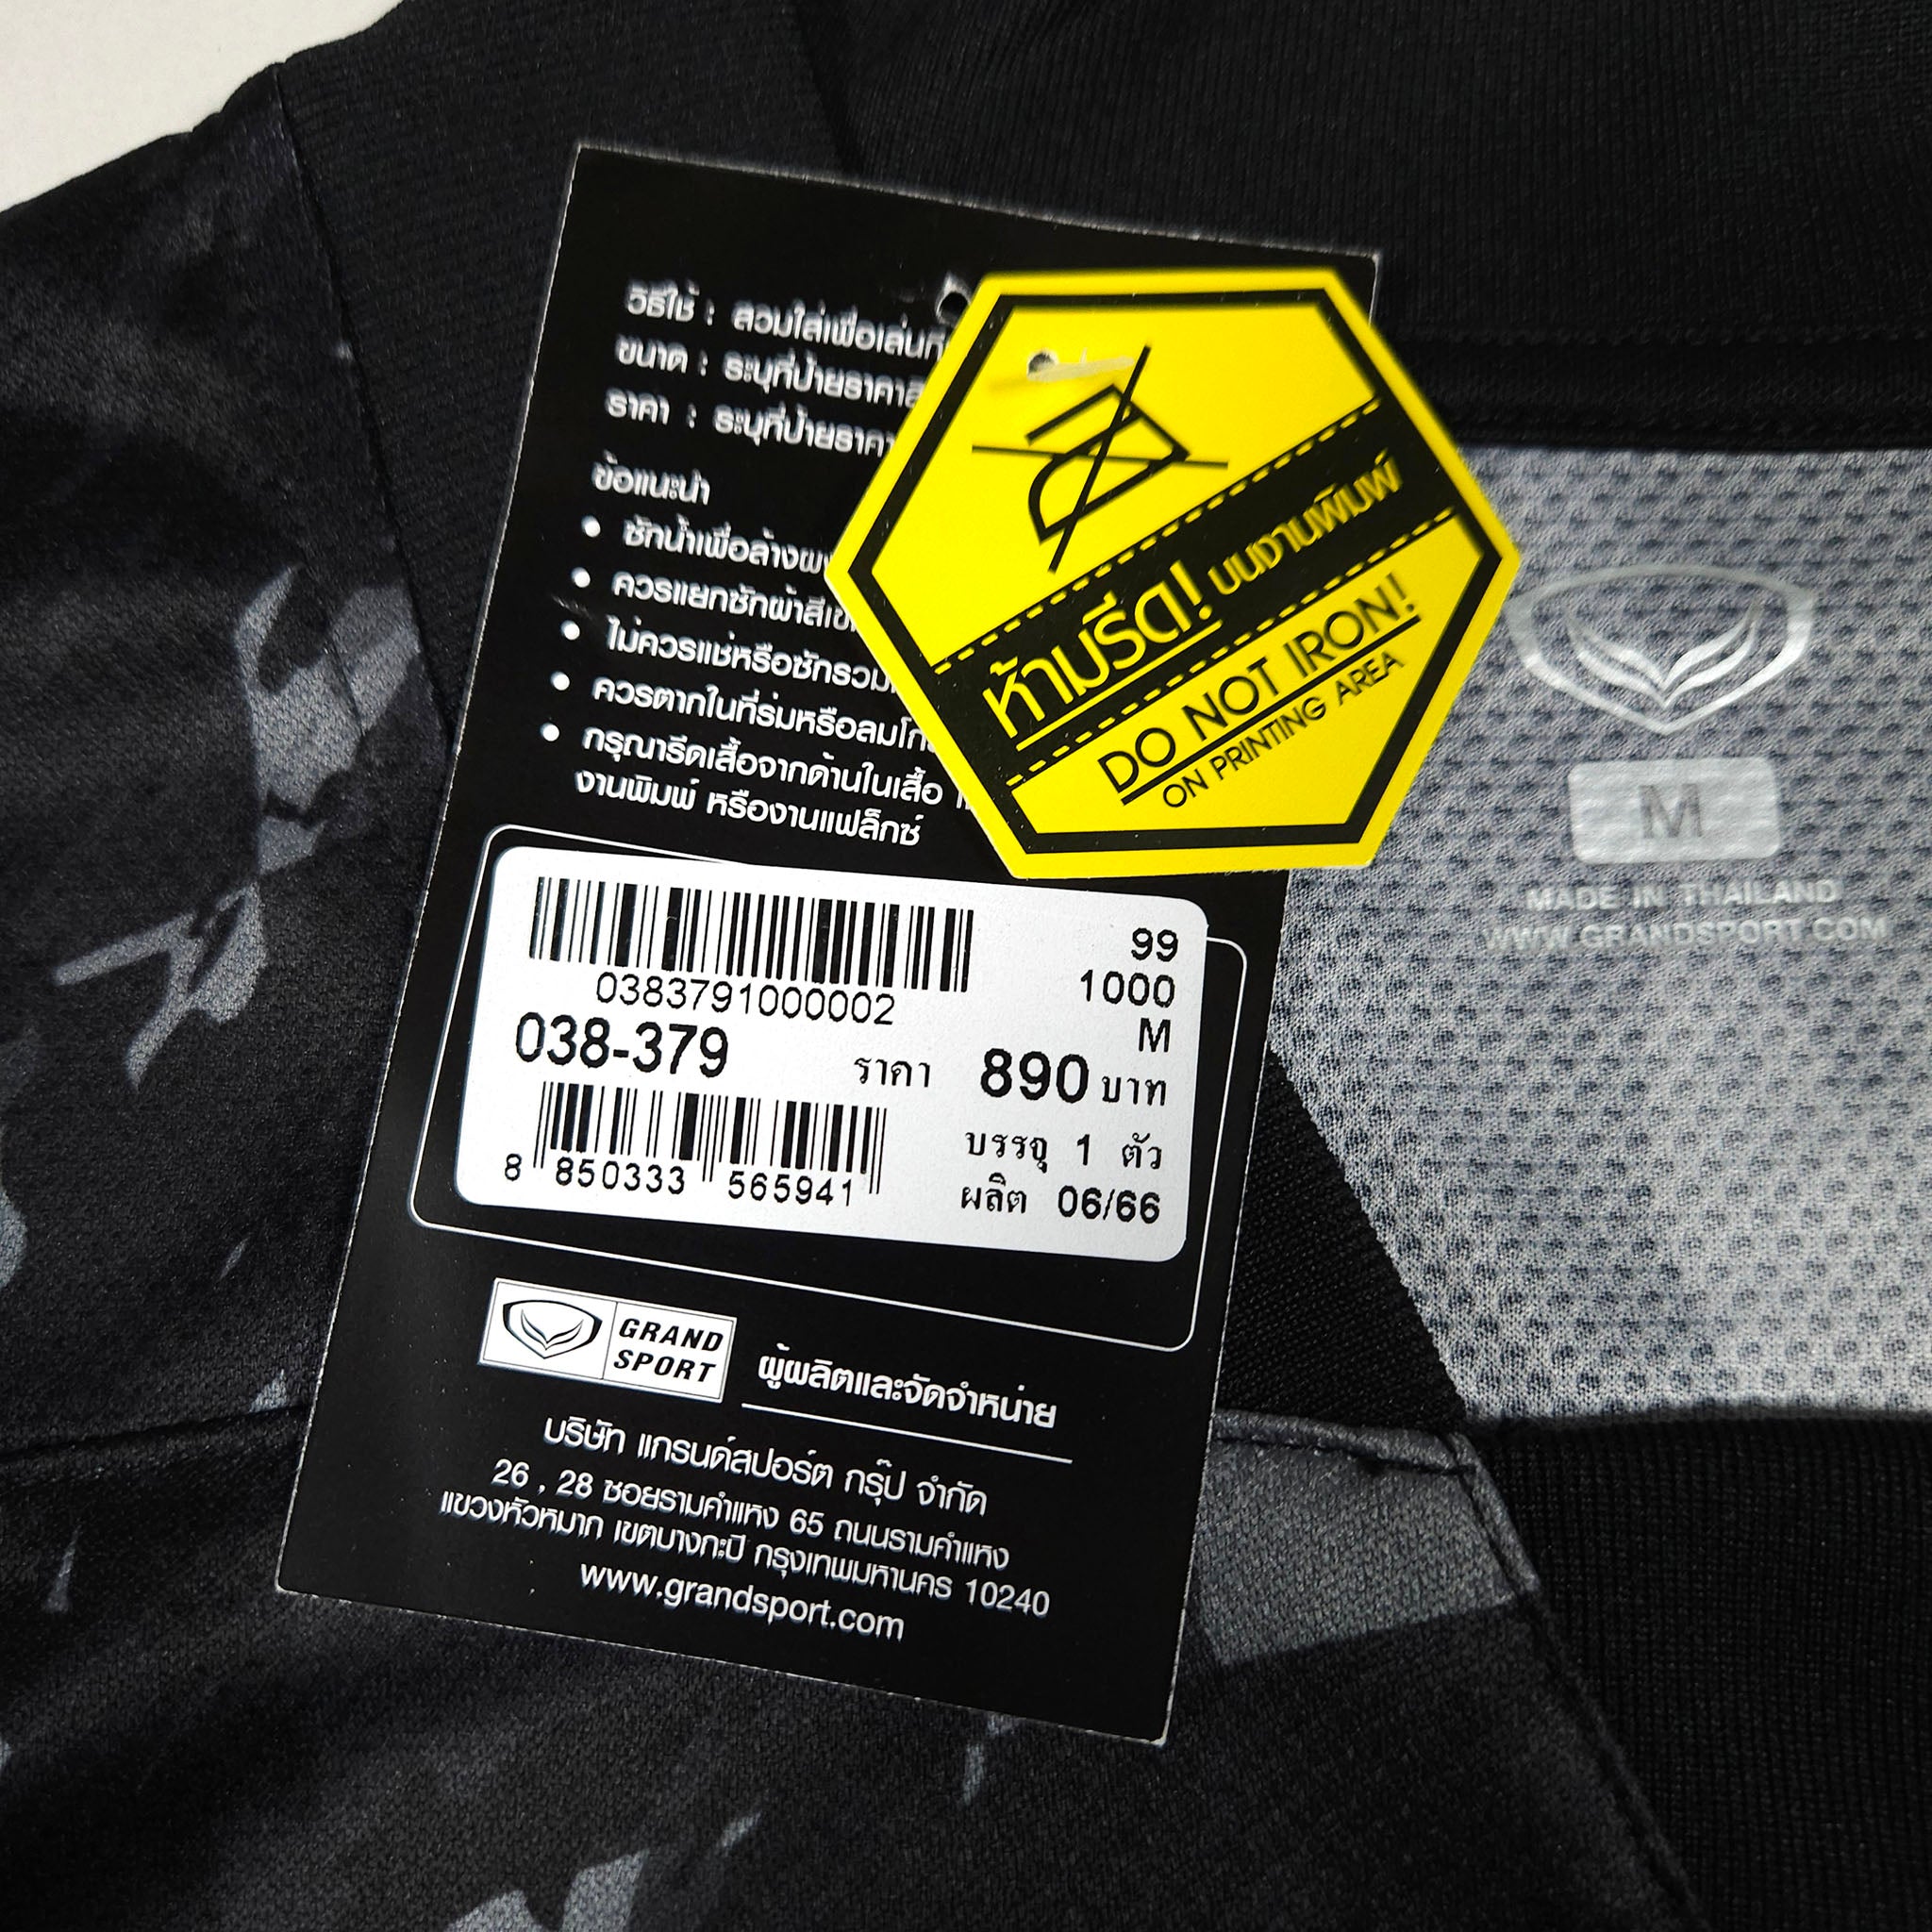 วิธีใช้ : สวมใส่เพื่อเล่นกี
ขนาด : ระบุที่ป้ายราคาสิ
ราคา : ระบุที่ป้ายราคา
ข้อแนะนำ
• ซักน้ำเพื่อล้าง
• ควรแยกซักผ้าสี
• ไม่ควรแช่หรือซักรวม
• ควรตากในที่ร่มหรือลมโก
• กรุณารีดเสื้อจากด้านในเสื้อ
งานพิมพ์ หรืองานเฟล็กซ์
ห้ามรีด! บนงานพิมพ์
DO NOT IRON!
ON PRINTING AREA
99
1000
M
0383791000002
038-379
ราคา 890 บาท
บรรจุ 1 ตัว
ผลิต 06/66
8 850333 565941
GRAND
SPORT
ผู้ผลิตและจัดจำหน่าย
บริษัท แกรนด์สปอร์ต กรุ๊ป จำกัด
26 , 28 ซอยรามคำแหง 65 ถนนรามคำแหง
แขวงหัวหมาก เขตบางกะปิ กรุงเทพมหานคร 10240
www.grandsport.com
M
MADE IN THAILAND
WWW.GRANDSPORT.COM